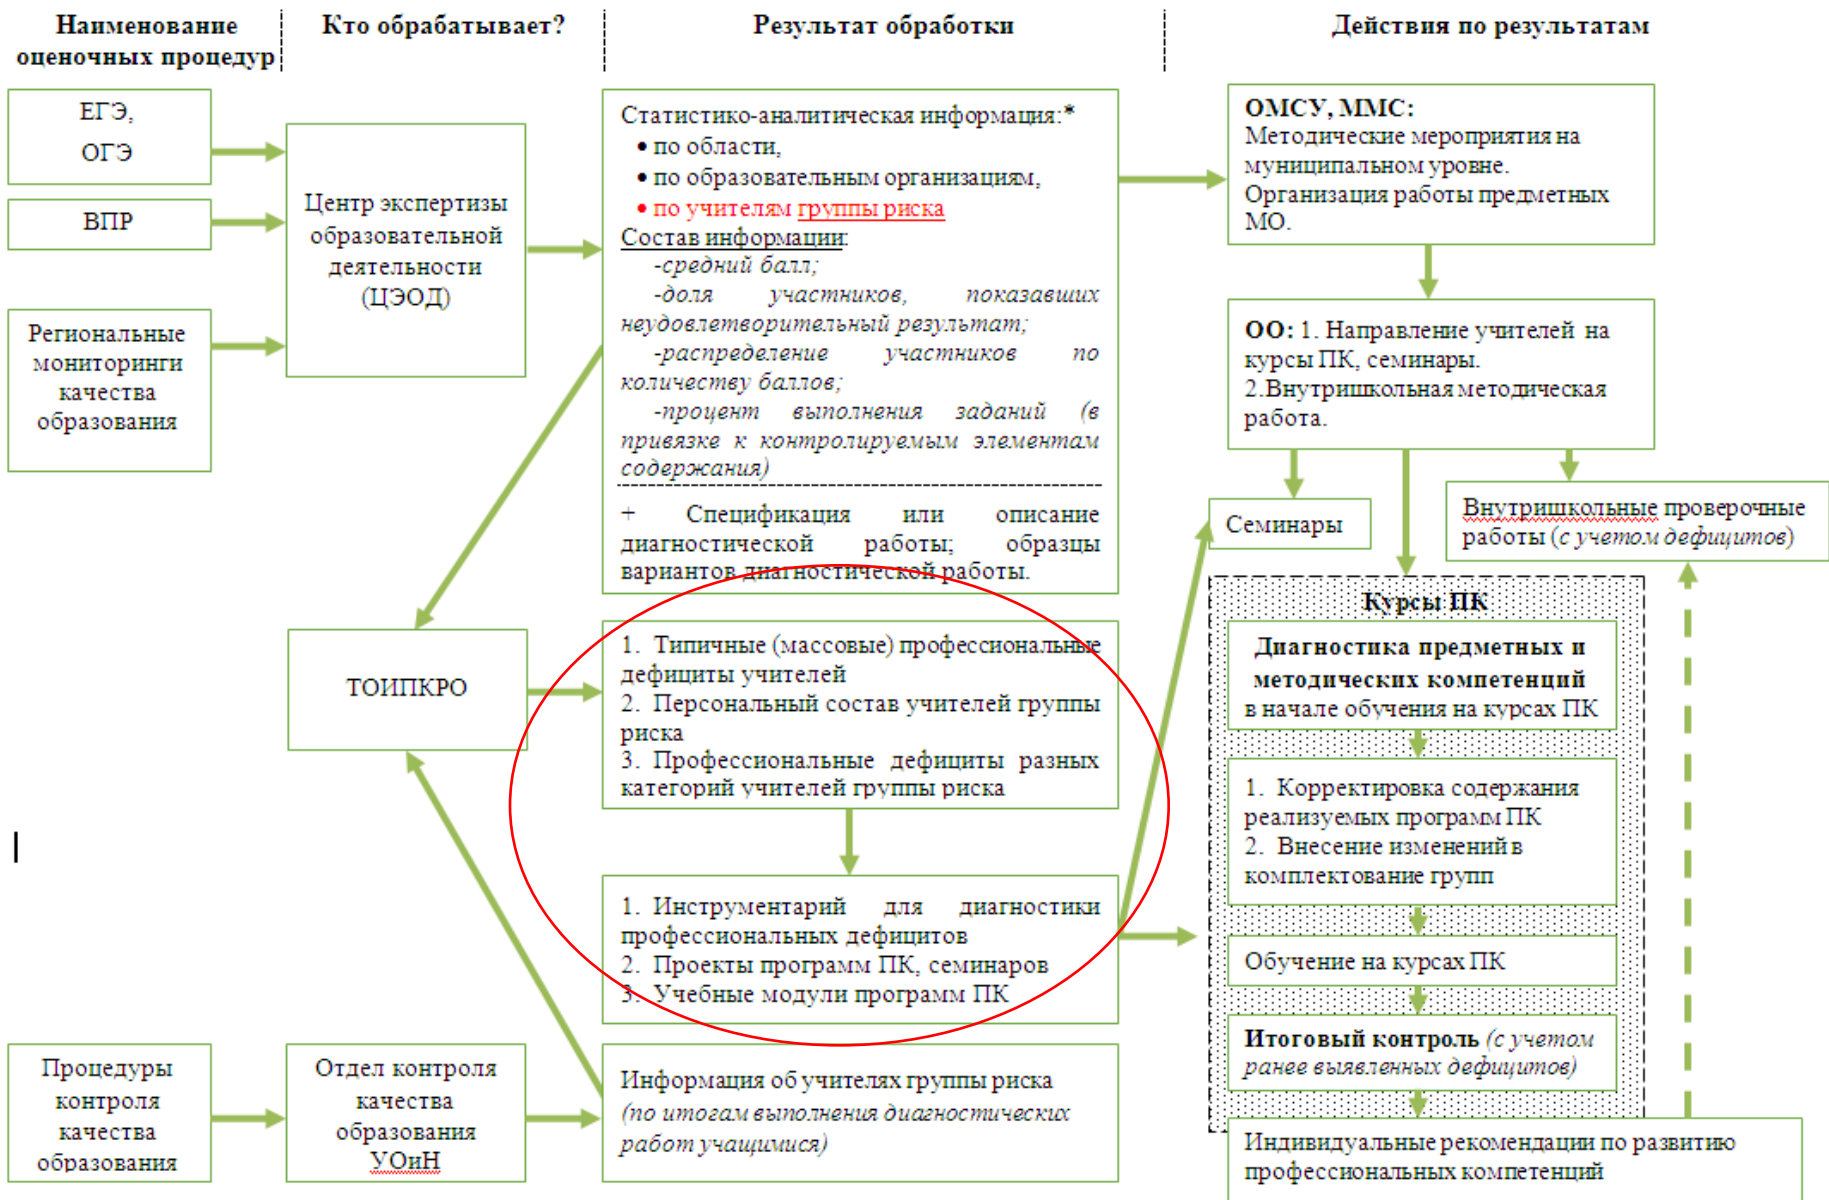 Наименование
оценочных процедур
Кто обрабатывает?
Результат обработки
Действия по результатам
ЕГЭ,
ОГЭ
ВПР
Региональные
мониторинги
качества
образования
Центр экспертизы
образовательной
деятельности
(ЦЭОД)
Статистико-аналитическая информация:*
• по области,
• по образовательным организациям,
• по учителям группы риска
Состав информации:
-средний балл;
-доля участников, показавших
неудовлетворительный результат;
-распределение участников по
количеству баллов;
-процент выполнения заданий (в
привязке к контролируемым элементам
содержания)
+ Спецификация или описание
диагностической работы; образцы
вариантов диагностической работы.
ОМСУ, ММС:
Методические мероприятия на
муниципальном уровне.
Организация работы предметных
МО.
ОО: 1. Направление учителей на
курсы ПК, семинары.
2.Внутришкольная методическая
работа.
Семинары
Внутришкольные проверочные
работы (с учетом дефицитов)
ТОИПКРО
1. Типичные (массовые) профессиональные
дефициты учителей
2. Персональный состав учителей группы
риска
3. Профессиональные дефициты разных
категорий учителей группы риска
1. Инструментарий для диагностики
профессиональных дефицитов
2. Проекты программ ПК, семинаров
3. Учебные модули программ ПК
Курсы ПК
Диагностика предметных и
методических компетенций
в начале обучения на курсах ПК
1. Корректировка содержания
реализуемых программ ПК
2. Внесение изменений в
комплектование групп
Обучение на курсах ПК
Итоговый контроль (с учетом
ранее выявленных дефицитов)
Индивидуальные рекомендации по развитию
профессиональных компетенций
Процедуры
контроля
качества
образования
Отдел контроля
качества
образования
УОиН
Информация об учителях группы риска
(по итогам выполнения диагностических
работ учащимися)